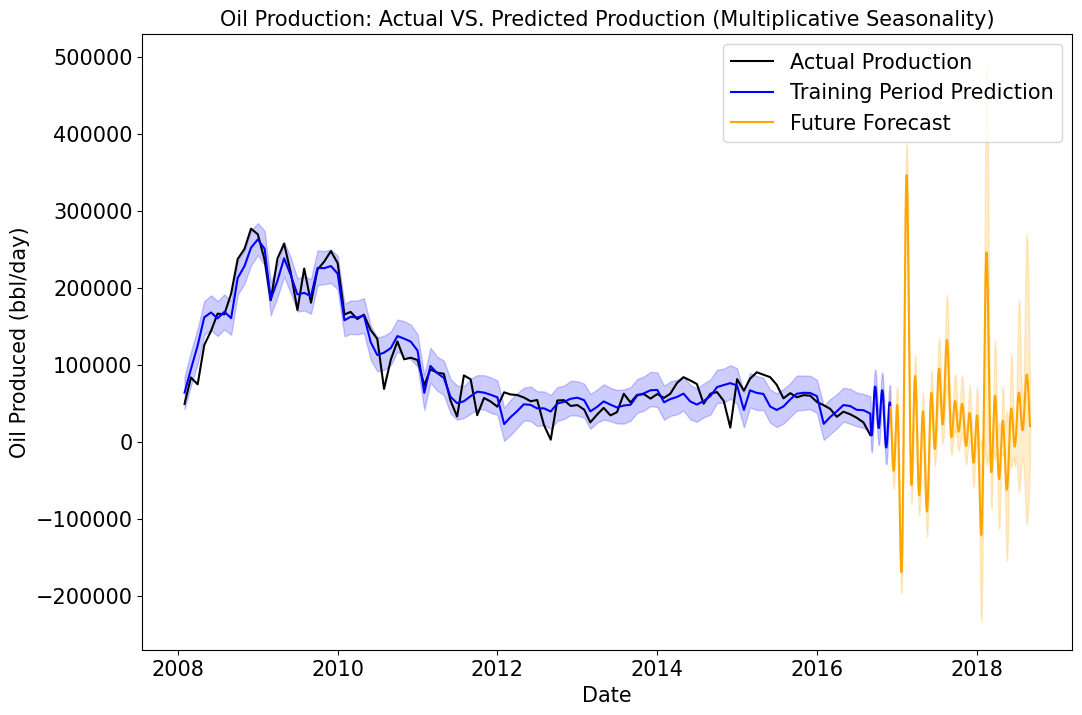 Oil Production: Actual VS. Predicted Production (Multiplicative Seasonality)
Actual Production
Training Period Prediction
Future Forecast
Oil Produced (bbl/day)
500000
400000
300000
200000
100000
0
−100000
−200000
2008 2010 2012 2014 2016 2018
Date